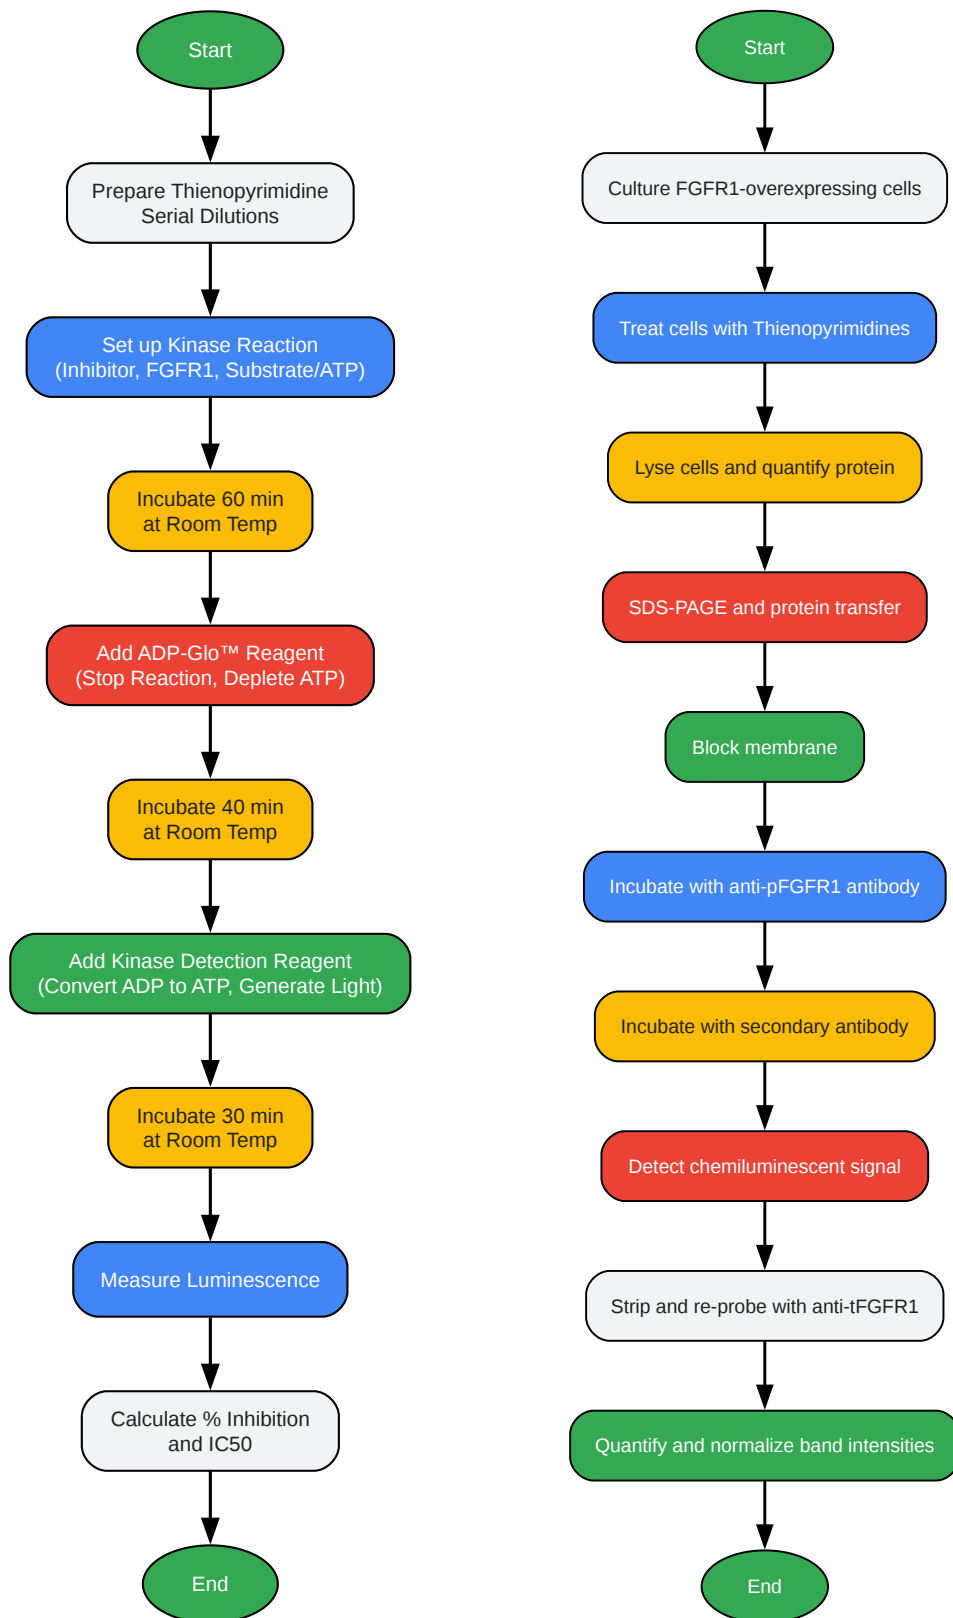 Start
Prepare Thienopyrimidine
Serial Dilutions
Set up Kinase Reaction
(Inhibitor, FGFR1, Substrate/ATP)
Incubate 60 min
at Room Temp
Add ADP-Glo™ Reagent
(Stop Reaction, Deplete ATP)
Incubate 40 min
at Room Temp
Add Kinase Detection Reagent
(Convert ADP to ATP, Generate Light)
Incubate 30 min
at Room Temp
Measure Luminescence
Calculate % Inhibition
and IC50
End
Start
Culture FGFR1-overexpressing cells
Treat cells with Thienopyrimidines
Lyse cells and quantify protein
SDS-PAGE and protein transfer
Block membrane
Incubate with anti-pFGFR1 antibody
Incubate with secondary antibody
Detect chemiluminescent signal
Strip and re-probe with anti-tFGFR1
Quantify and normalize band intensities
End